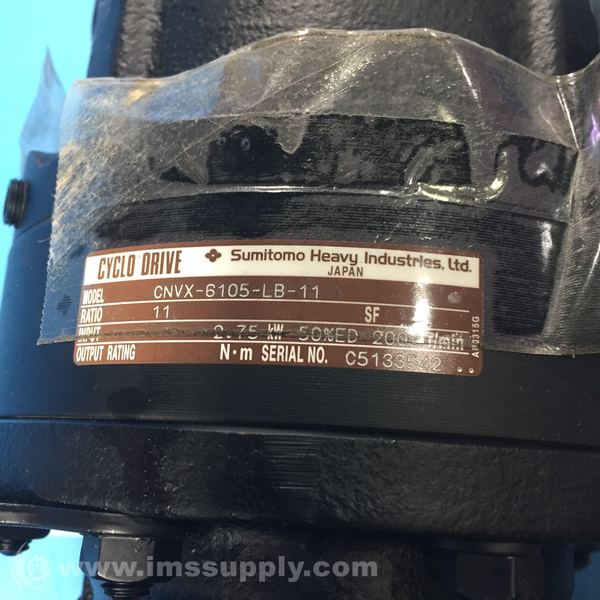 CYCLO DRIVE Sumitomo Heavy Industries, Ltd.
JAPAN
MODEL CNVX-6105-LB-11
RATIO 11 SF
INPUT 2.75 kW 50%ED r/min
OUTPUT RATING N·m SERIAL NO. C5133542
www.imssupply.com